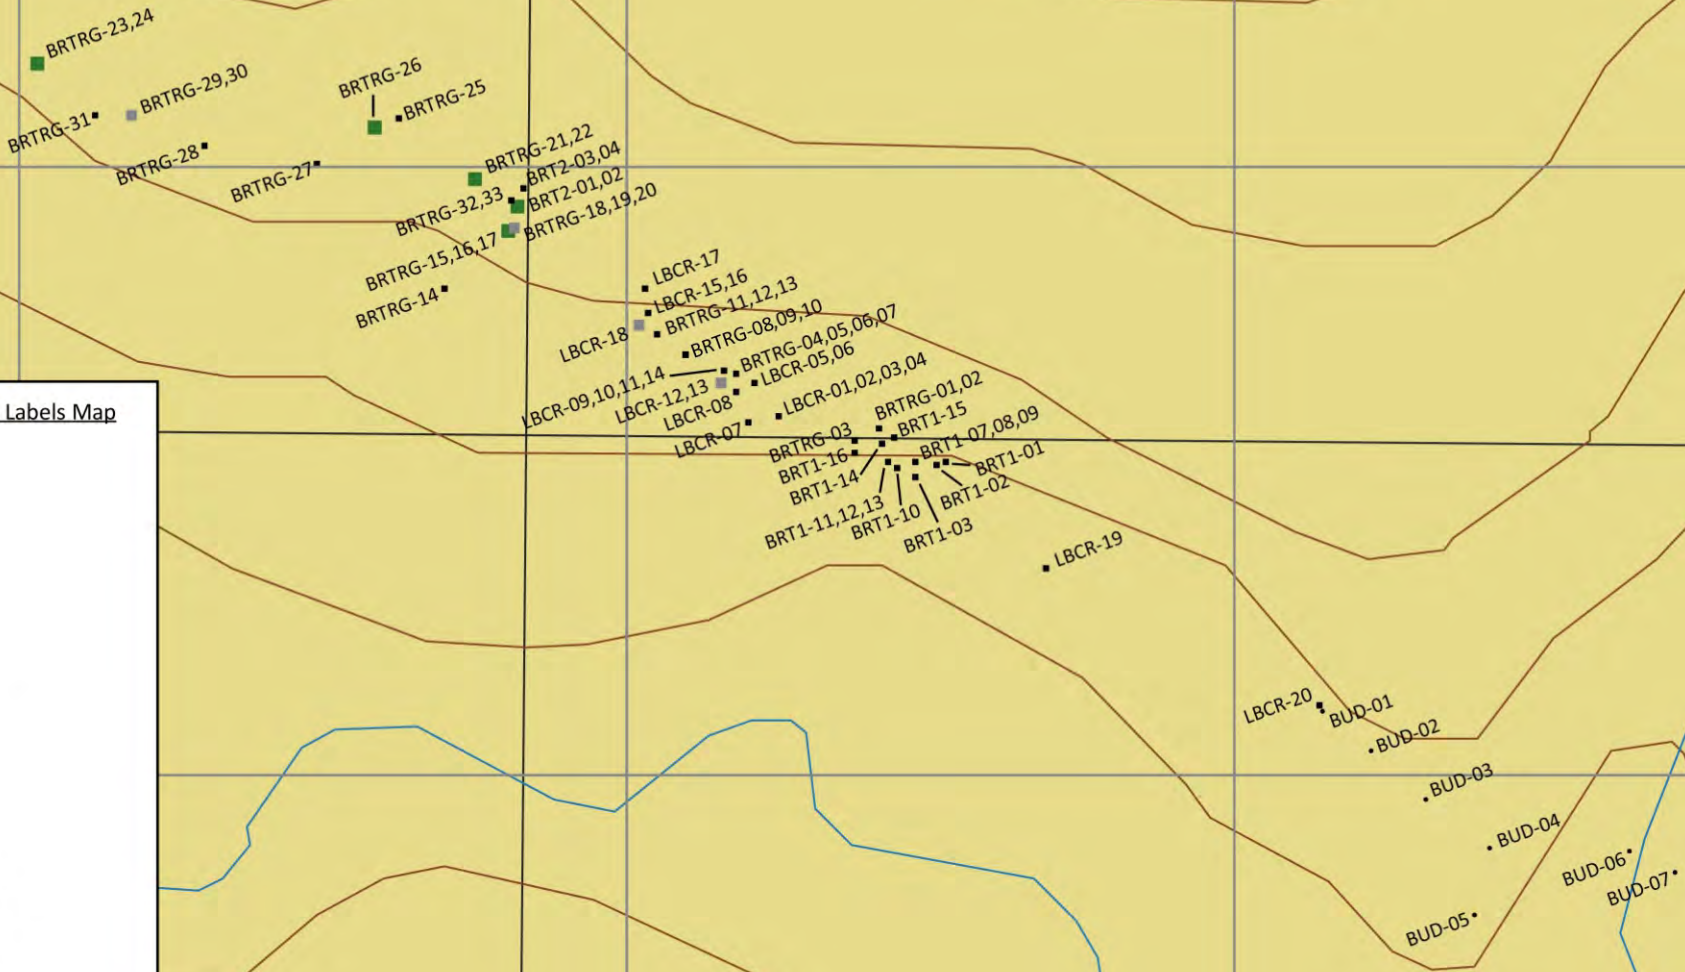 BRTRG-23,24
BRTRG-29,30
BRTRG-31
BRTRG-26
BRTRG-25
BRTRG-28
BRTRG-27
BRTRG-21,22
BRT2-03,04
BRT2-01,02
BRTRG-32,33
BRTRG-18,19,20
BRTRG-15,16,17
BRTRG-14
LBCR-17
LBCR-15,16
BRTRG-11,12,13
LBCR-18
BRTRG-08,09,10
BRTRG-04,05,06,07
LBCR-05,06
LBCR-09,10,11,14
LBCR-12,13
LBCR-08
LBCR-01,02,03,04
LBCR-07
Labels Map
BRTRG-01,02
BRT1-15
BRTRG-03
BRT1-07,08,09
BRT1-16
BRT1-01
BRT1-14
BRT1-02
BRT1-11,12,13
BRT1-10
BRT1-03
LBCR-19
LBCR-20
BUD-01
BUD-02
BUD-03
BUD-04
BUD-06
BUD-07
BUD-05